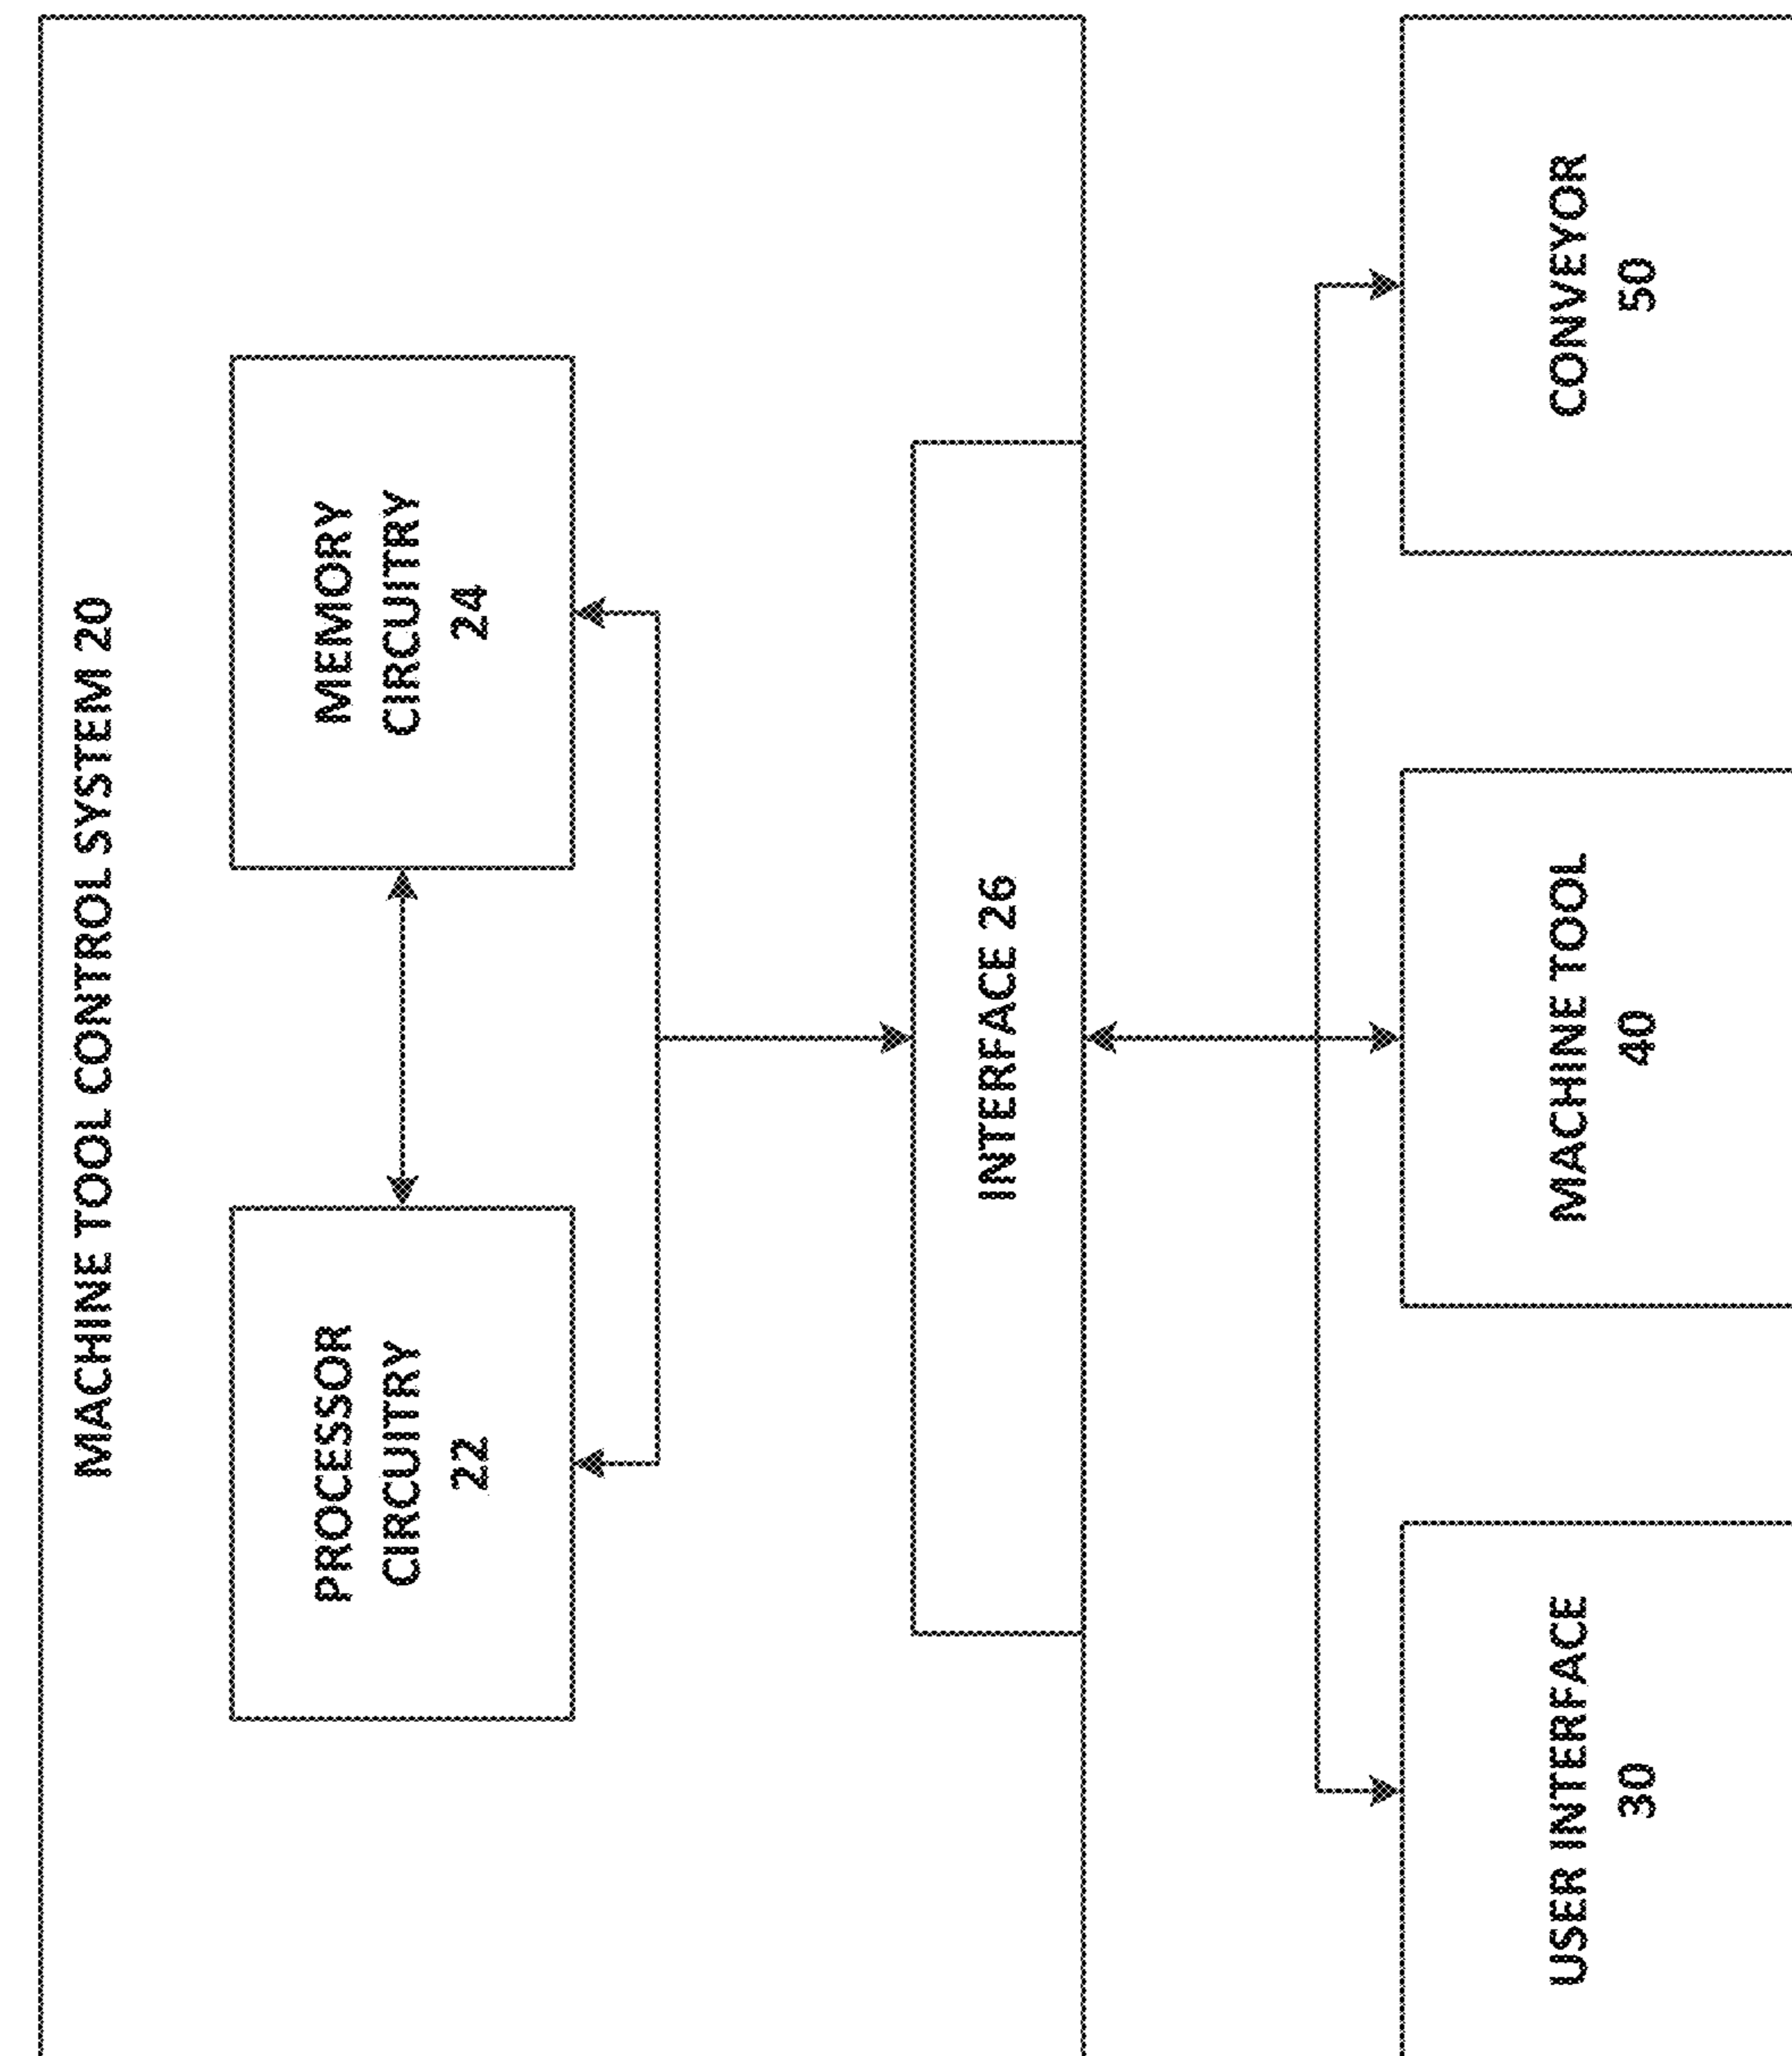 MACHINE TOOL CONTROL SYSTEM 20
PROCESSOR
CIRCUITRY
22
MEMORY
CIRCUITRY
24
INTERFACE 26
USER INTERFACE
30
MACHINE TOOL
40
CONVEYOR
50